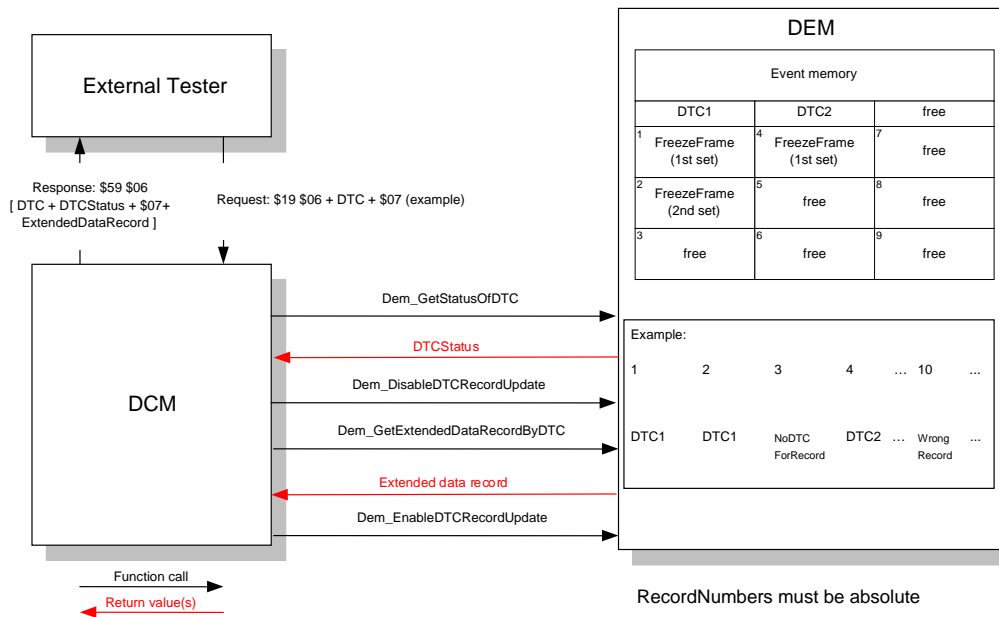 External Tester
Response: $59 $06
[ DTC + DTCStatus + $07+
ExtendedDataRecord ]
Request: $19 $06 + DTC + $07 (example)
DCM
Dem_GetStatusOfDTC
DTCStatus
Dem_DisableDTCRecordUpdate
Dem_GetExtendedDataRecordByDTC
Extended data record
Dem_EnableDTCRecordUpdate
Function call
Return value(s)
DEM
Event memory
DTC1 DTC2 free
1 FreezeFrame
(1st set)
4 FreezeFrame
(1st set)
7 free
2 FreezeFrame
(2nd set)
5 free
8 free
3 free
6 free
9 free
Example:
1 2 3 4 ... 10 ...
DTC1 DTC1 NoDTC
ForRecord
DTC2 ... Wrong
Record
...
RecordNumbers must be absolute